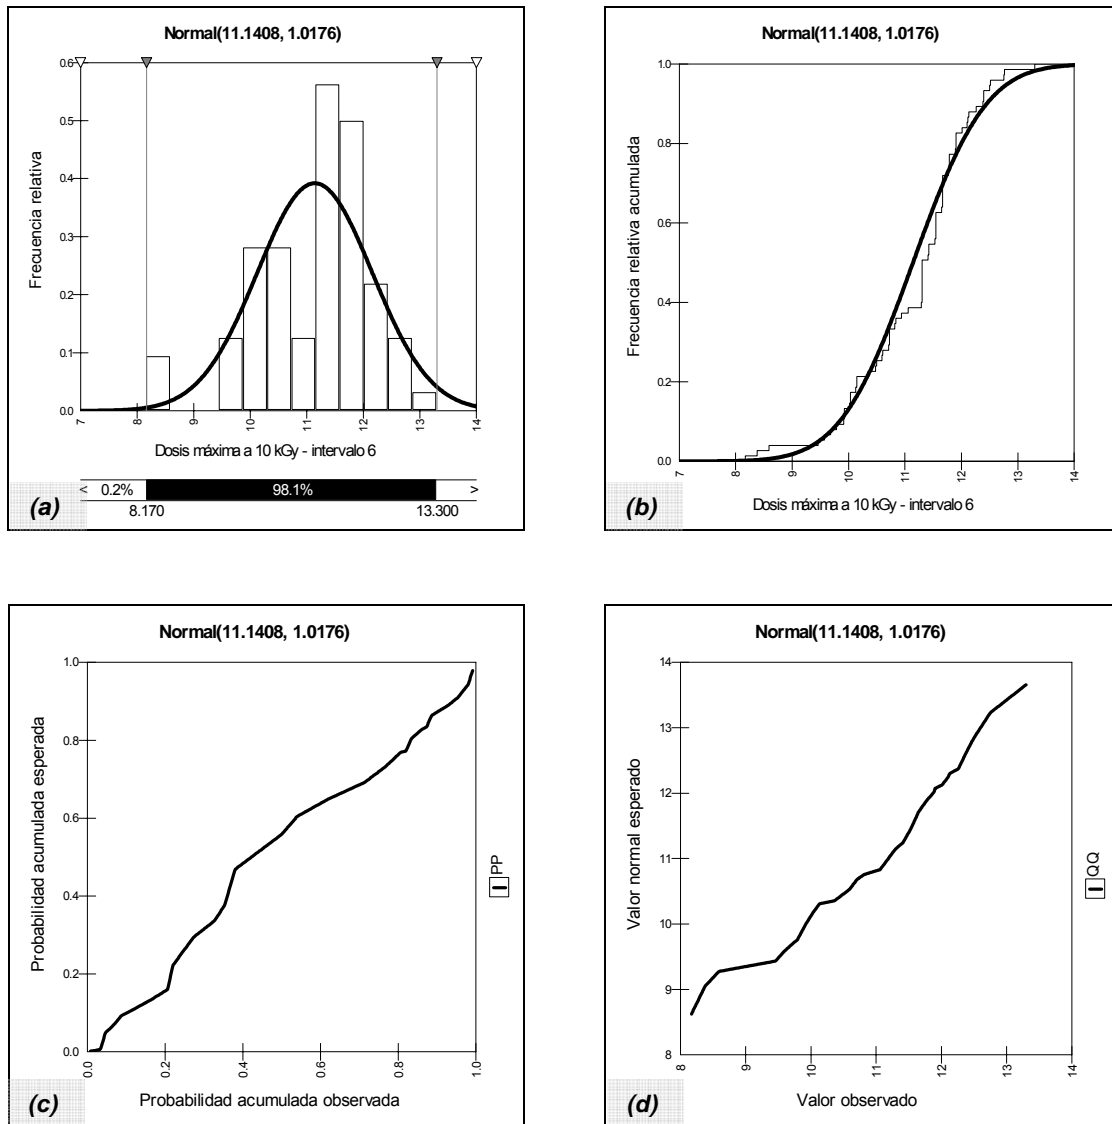 Normal(11.1408, 1.0176)
Frecuencia relativa
0.6
0.5
0.4
0.3
0.2
0.1
0.0
7 8 9 10 11 12 13 14
Dosis máxima a 10 kGy - intervalo 6
< 0.2% 98.1% >
8.170 13.300
(a)
Normal(11.1408, 1.0176)
Frecuencia relativa acumulada
1.0
0.8
0.6
0.4
0.2
0.0
7 8 9 10 11 12 13 14
Dosis máxima a 10 kGy - intervalo 6
(b)
Normal(11.1408, 1.0176)
Probabilidad acumulada esperada
1.0
0.8
0.6
0.4
0.2
0.0
0.0 0.2 0.4 0.6 0.8 1.0
Probabilidad acumulada observada
PP
(c)
Normal(11.1408, 1.0176)
Valor normal esperado
14
13
12
11
10
9
8
8 9 10 11 12 13 14
Valor observado
QQ
(d)